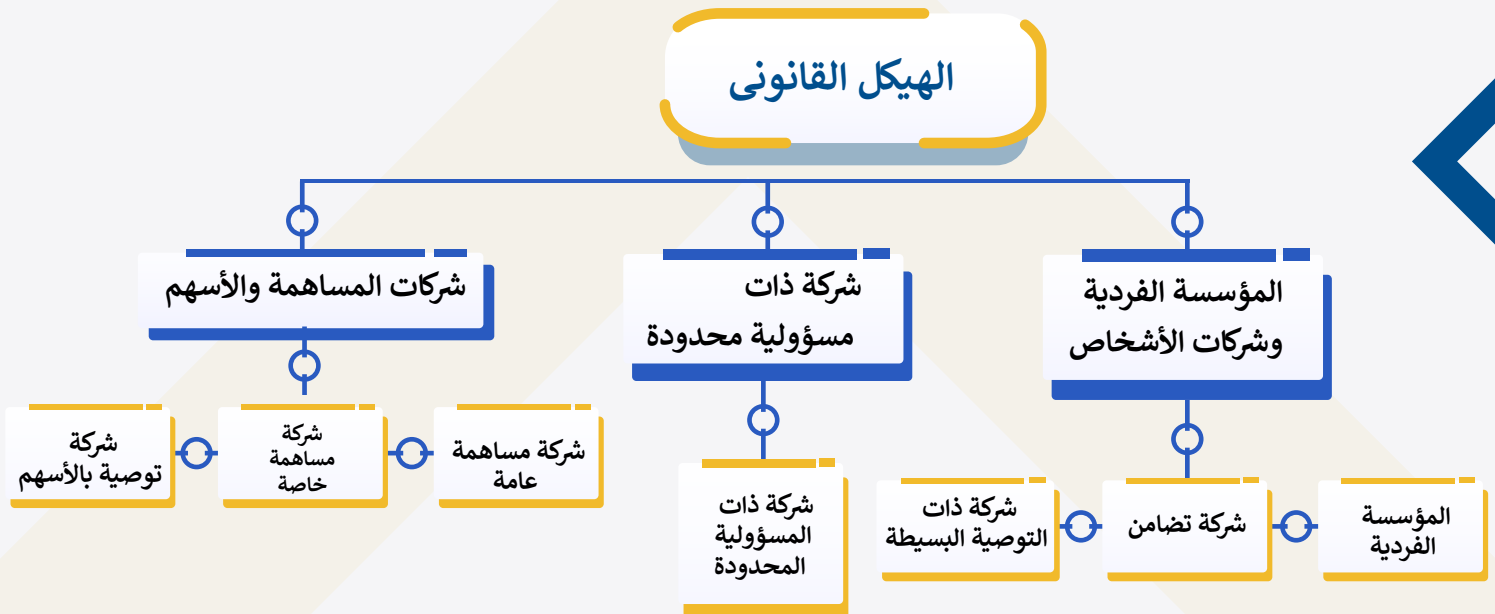 الهيكل القانونى
المؤسسة الفردية
وشركات الأشخاص
شركة ذات
مسؤولية محدودة
شركات المساهمة والأسهم
المؤسسة
الفردية
شركة تضامن
شركة ذات
التوصية البسيطة
شركة ذات
المسؤولية
المحدودة
شركة مساهمة
عامة
شركة
مساهمة
خاصة
شركة
توصية بالأسهم